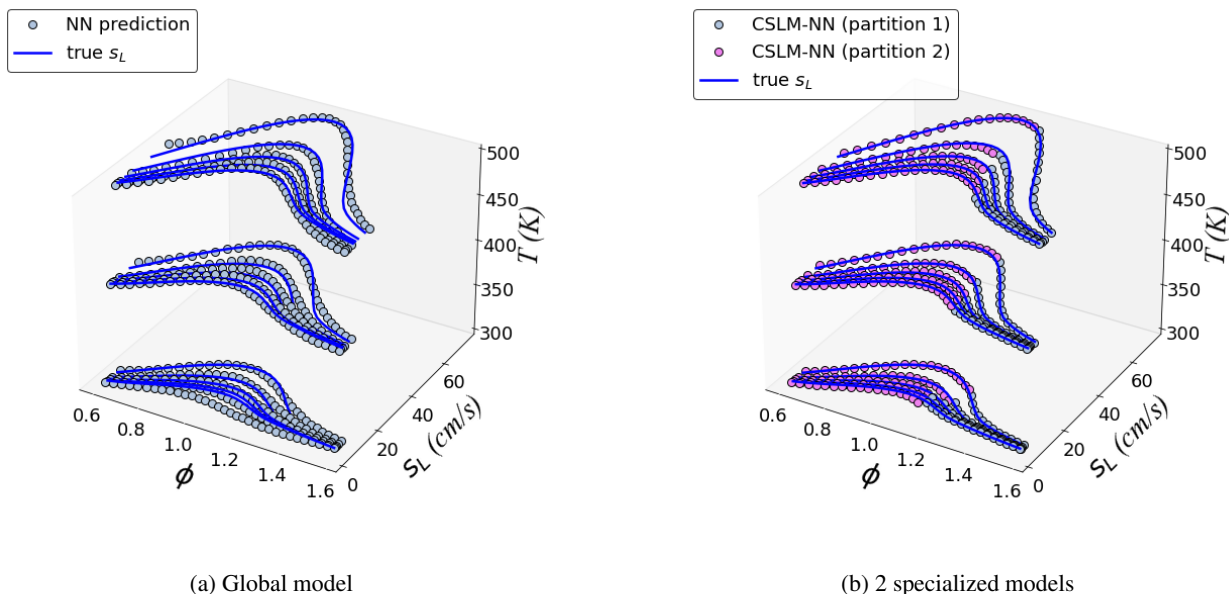 NN prediction
true s_L
500
450
400
350
300
T (K)
60
40
20
0
S_L (cm/s)
0.6
0.8
1.0
1.2
1.4
1.6
ϕ
(a) Global model
CSLM-NN (partition 1)
CSLM-NN (partition 2)
true s_L
500
450
400
350
300
T (K)
60
40
20
0
S_L (cm/s)
0.6
0.8
1.0
1.2
1.4
1.6
ϕ
(b) 2 specialized models